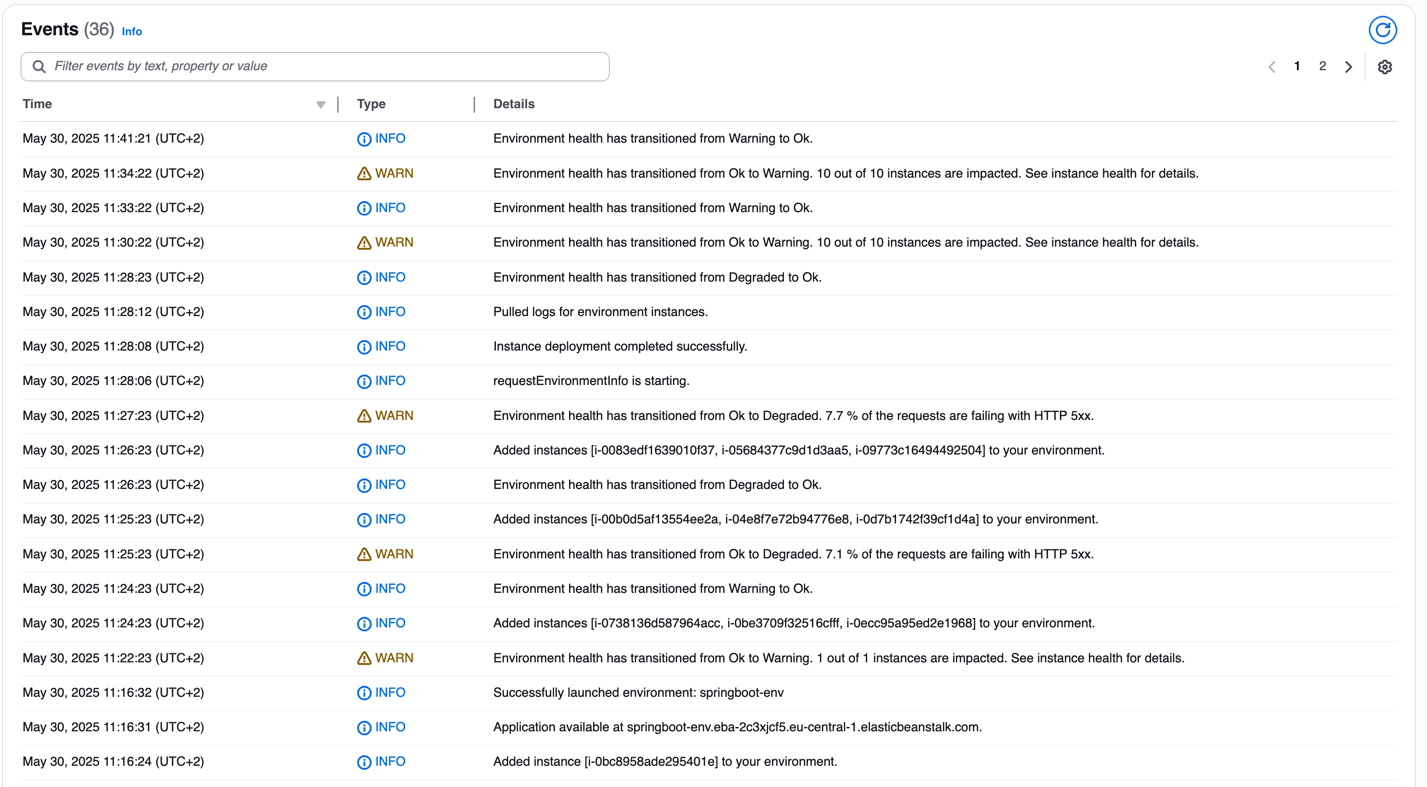 Events (36) Info
Filter events by text, property or value
1 2
Time Type Details
May 30, 2025 11:41:21 (UTC+2) INFO Environment health has transitioned from Warning to Ok.
May 30, 2025 11:34:22 (UTC+2) WARN Environment health has transitioned from Ok to Warning. 10 out of 10 instances are impacted. See instance health for details.
May 30, 2025 11:33:22 (UTC+2) INFO Environment health has transitioned from Warning to Ok.
May 30, 2025 11:30:22 (UTC+2) WARN Environment health has transitioned from Ok to Warning. 10 out of 10 instances are impacted. See instance health for details.
May 30, 2025 11:28:23 (UTC+2) INFO Environment health has transitioned from Degraded to Ok.
May 30, 2025 11:28:12 (UTC+2) INFO Pulled logs for environment instances.
May 30, 2025 11:28:08 (UTC+2) INFO Instance deployment completed successfully.
May 30, 2025 11:28:06 (UTC+2) INFO requestEnvironmentInfo is starting.
May 30, 2025 11:27:23 (UTC+2) WARN Environment health has transitioned from Ok to Degraded. 7.7 % of the requests are failing with HTTP 5xx.
May 30, 2025 11:26:23 (UTC+2) INFO Added instances [i-0083edf1639010f37, i-05684377c9d1d3aa5, i-09773c16494492504] to your environment.
May 30, 2025 11:26:23 (UTC+2) INFO Environment health has transitioned from Degraded to Ok.
May 30, 2025 11:25:23 (UTC+2) INFO Added instances [i-00b0d5af13554ee2a, i-04e8f7e72b94776e8, i-0d7b1742f39cf1d4a] to your environment.
May 30, 2025 11:25:23 (UTC+2) WARN Environment health has transitioned from Ok to Degraded. 7.1 % of the requests are failing with HTTP 5xx.
May 30, 2025 11:24:23 (UTC+2) INFO Environment health has transitioned from Warning to Ok.
May 30, 2025 11:24:23 (UTC+2) INFO Added instances [i-0738136d587964acc, i-0be3709f32516cfff, i-0ecc95a95ed2e1968] to your environment.
May 30, 2025 11:22:23 (UTC+2) WARN Environment health has transitioned from Ok to Warning. 1 out of 1 instances are impacted. See instance health for details.
May 30, 2025 11:16:32 (UTC+2) INFO Successfully launched environment: springboot-env
May 30, 2025 11:16:31 (UTC+2) INFO Application available at springboot-env.eba-2c3xjcf5.eu-central-1.elasticbeanstalk.com.
May 30, 2025 11:16:24 (UTC+2) INFO Added instance [i-0bc8958ade295401e] to your environment.